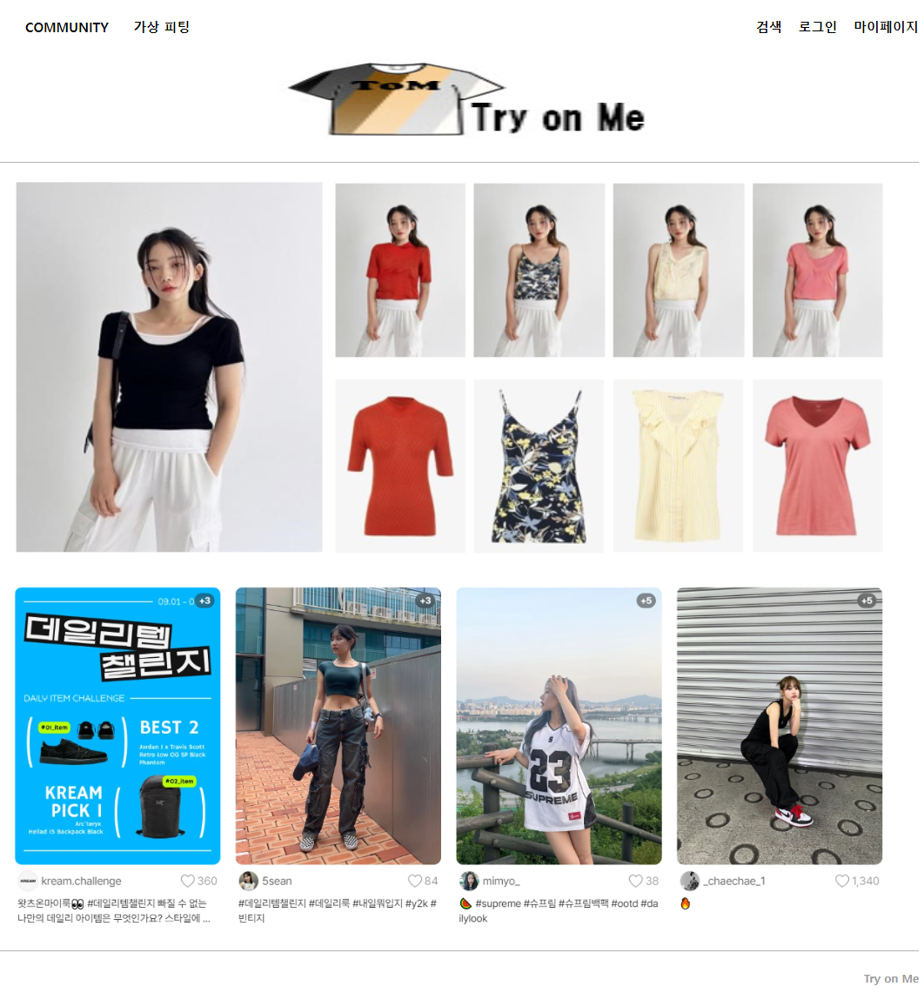 COMMUNITY 가상 피팅 검색 로그인 마이페이지
ToM
Try on Me
09.01 - 0
+3
데일리템
챌린지
DAILY ITEM CHALLENGE
#01_item
BEST 2
Jordan 1 x Travis Scott
Retro Low OG SP Black
Phantom
#02_item
KREAM
PICK 1
Arc'teryx
Heliad 15 Backpack Black
+3
+5
23
SUPREME
+5
KREAM kream.challenge 360
왓츠온마이룩👀 #데일리템챌린지 빠질 수 없는
나만의 데일리 아이템은 무엇인가요? 스타일에 ...
5sean 84
#데일리템챌린지 #데일리룩 #내일뭐입지 #y2k #
빈티지
mimyo_ 38
🍉 #supreme #슈프림 #슈프림백팩 #ootd #da
ilylook
_chaechae_1 1,340
🔥
Try on Me